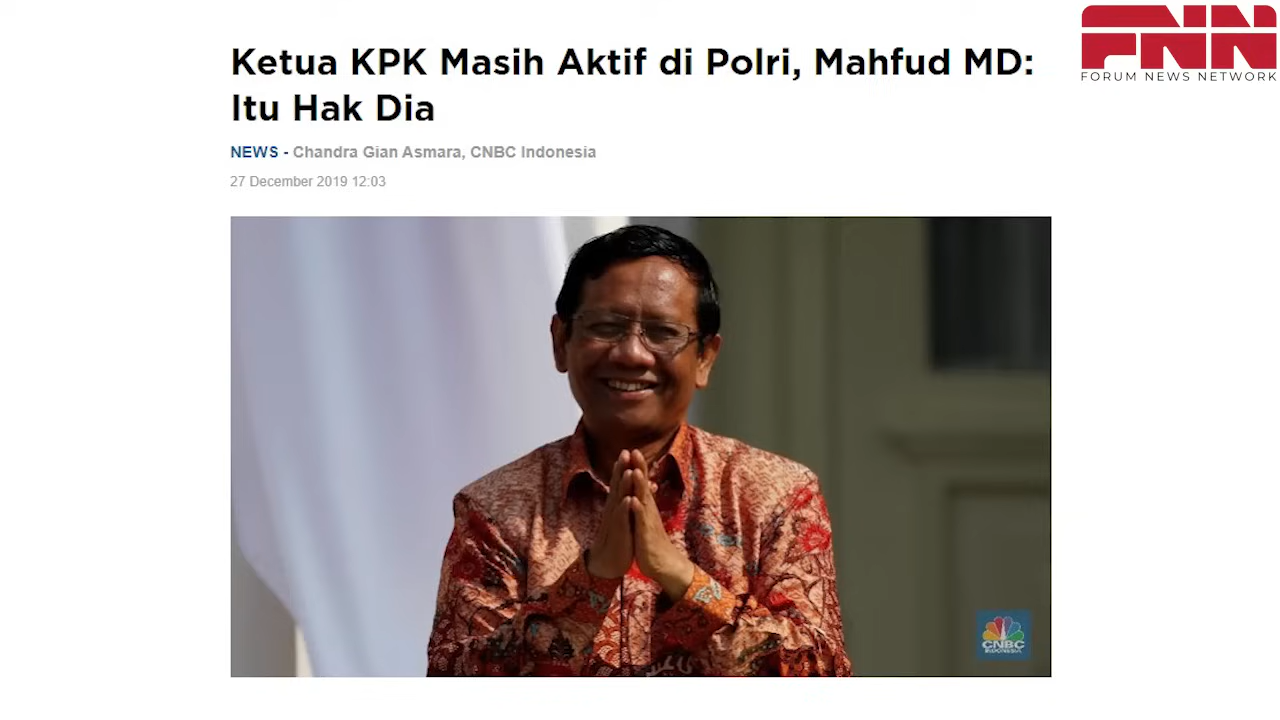 FNN
FORUM NEWS NETWORK
Ketua KPK Masih Aktif di Polri, Mahfud MD:
Itu Hak Dia
NEWS - Chandra Gian Asmara, CNBC Indonesia
27 December 2019 12:03
CNBC
INDONESIA